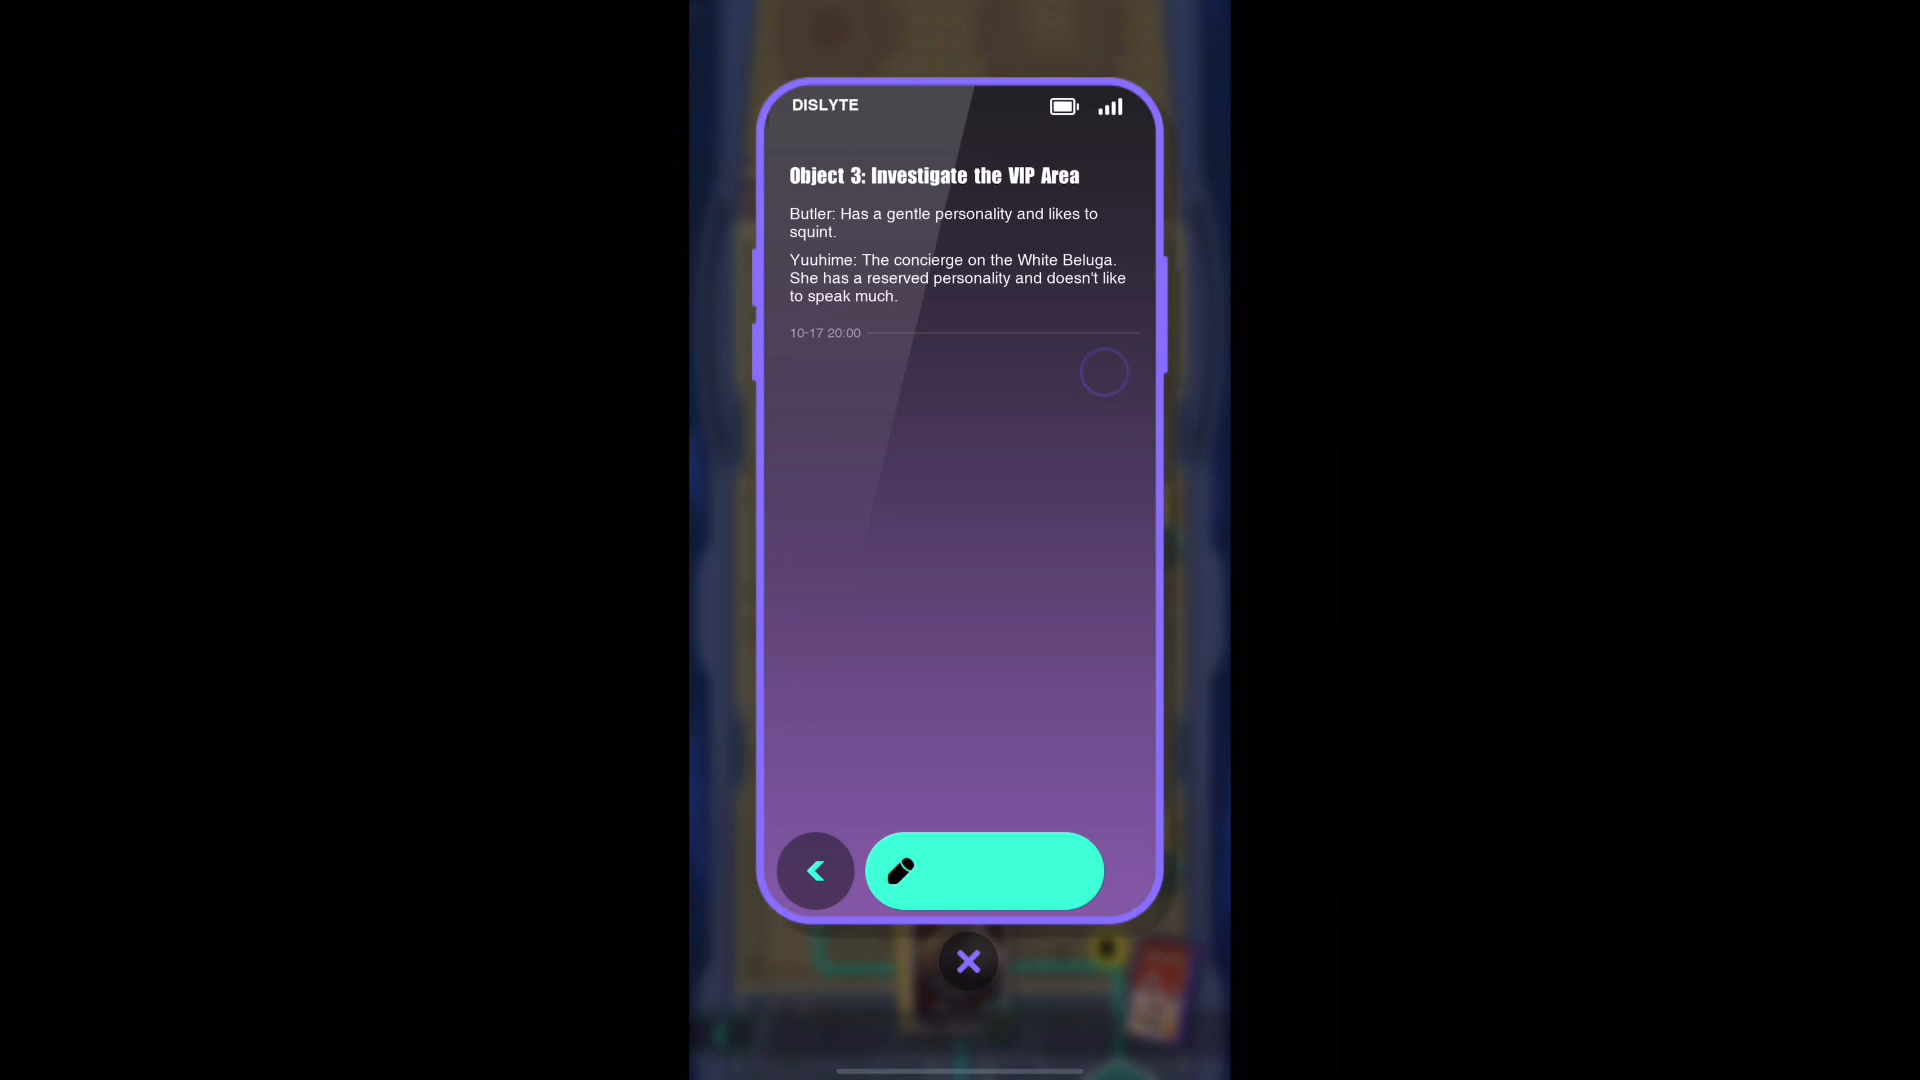 DISLYTE
Object 3: Investigate the VIP Area
Butler: Has a gentle personality and likes to
squint.
Yuuhime: The concierge on the White Beluga.
She has a reserved personality and doesn't like
to speak much.
10-17 20:00